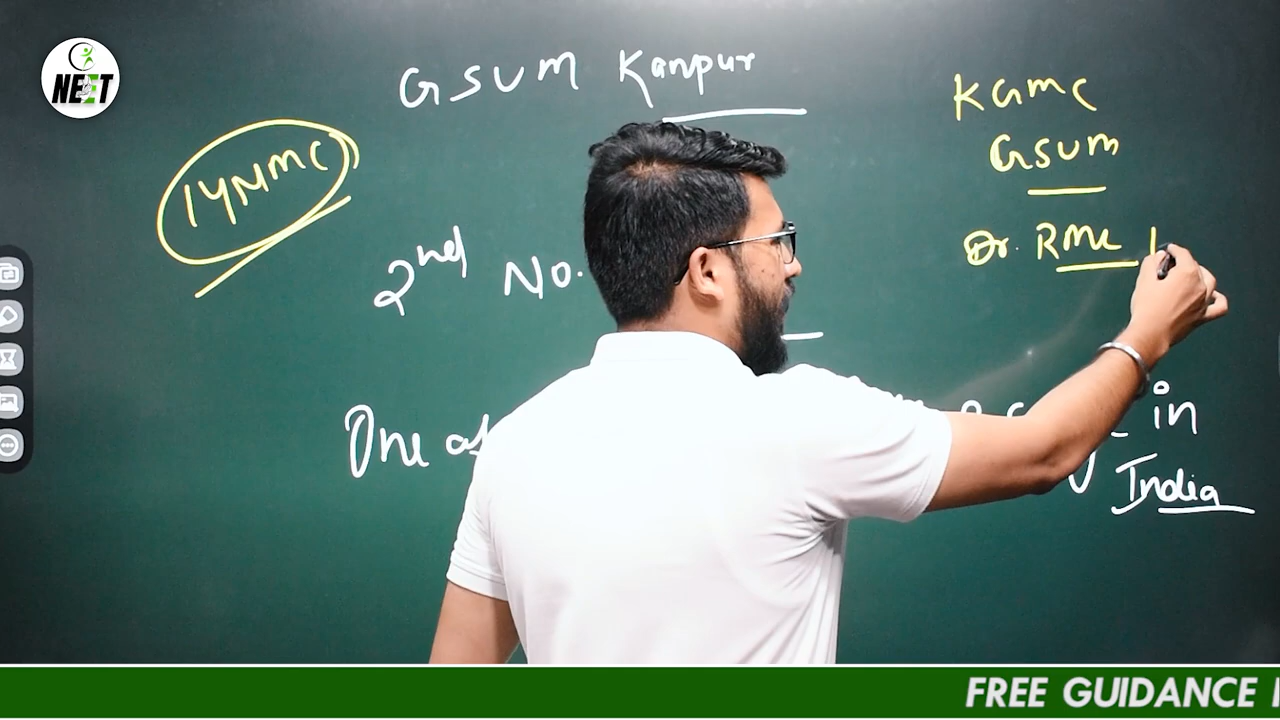 NEET
GSVM Kanpur
KGMC
GSVM
Dr. RML
14NMC
2nd No.
One of
in
India
FREE GUIDANCE